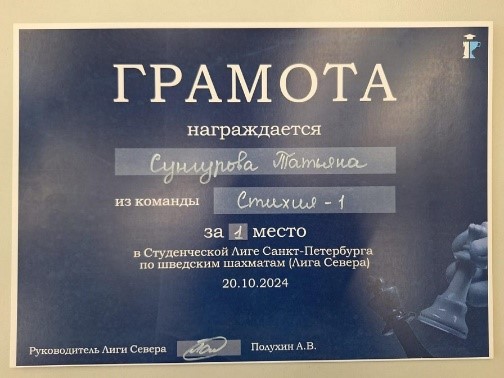 ГРАМОТА
награждается
Сунгурова Татьяна
из команды Стихия - 1
за 1 место
в Студенческой Лиге Санкт-Петербурга
по шведским шахматам (Лига Севера)
20.10.2024
Руководитель Лиги Севера Полухин А.В.